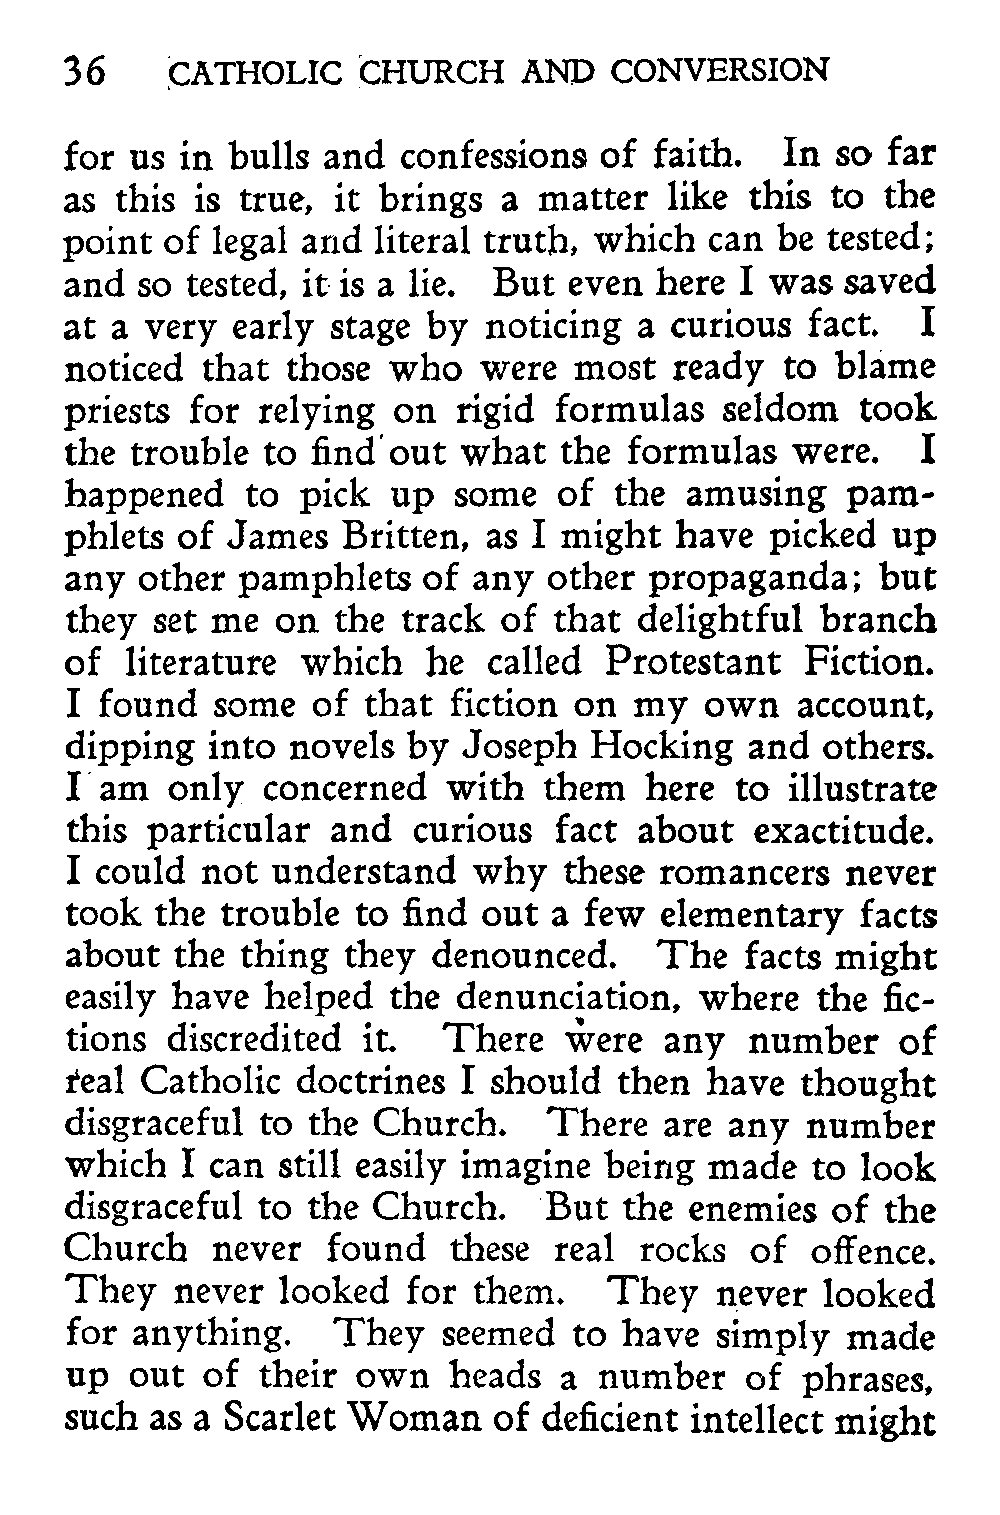 36 CATHOLIC CHURCH AND CONVERSION
for us in bulls and confessions of faith. In so far
as this is true, it brings a matter like this to the
point of legal and literal truth, which can be tested;
and so tested, it is a lie. But even here I was saved
at a very early stage by noticing a curious fact. I
noticed that those who were most ready to blame
priests for relying on rigid formulas seldom took
the trouble to find out what the formulas were. I
happened to pick up some of the amusing pam-
phlets of James Britten, as I might have picked up
any other pamphlets of any other propaganda; but
they set me on the track of that delightful branch
of literature which he called Protestant Fiction.
I found some of that fiction on my own account,
dipping into novels by Joseph Hocking and others.
I am only concerned with them here to illustrate
this particular and curious fact about exactitude.
I could not understand why these romancers never
took the trouble to find out a few elementary facts
about the thing they denounced. The facts might
easily have helped the denunciation, where the fic-
tions discredited it. There were any number of
real Catholic doctrines I should then have thought
disgraceful to the Church. There are any number
which I can still easily imagine being made to look
disgraceful to the Church. But the enemies of the
Church never found these real rocks of offence.
They never looked for them. They never looked
for anything. They seemed to have simply made
up out of their own heads a number of phrases,
such as a Scarlet Woman of deficient intellect might